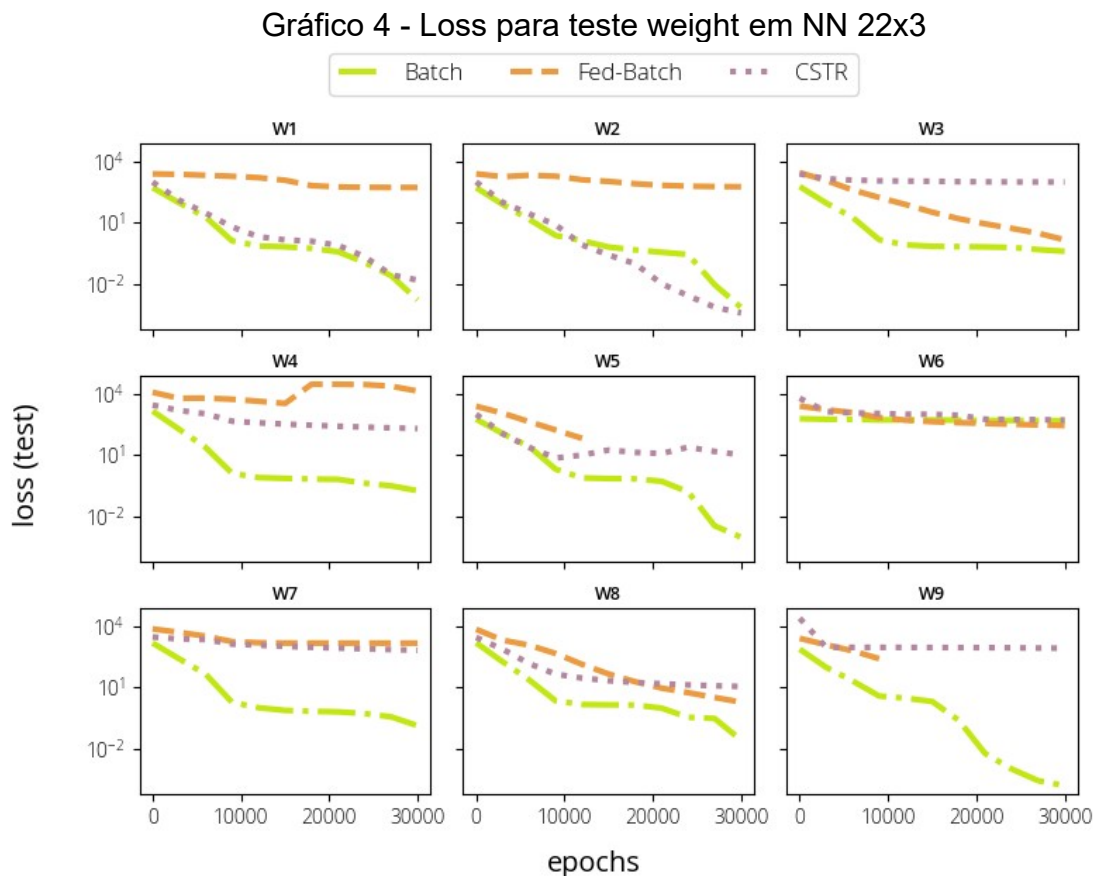 Gráfico 4 - Loss para teste weight em NN 22x3
Batch Fed-Batch CSTR
W1 W2 W3
10^4
10^1
10^-2
W4 W5 W6
10^4
10^1
10^-2
W7 W8 W9
10^4
10^1
10^-2
0 10000 20000 30000 0 10000 20000 30000 0 10000 20000 30000
loss (test)
epochs